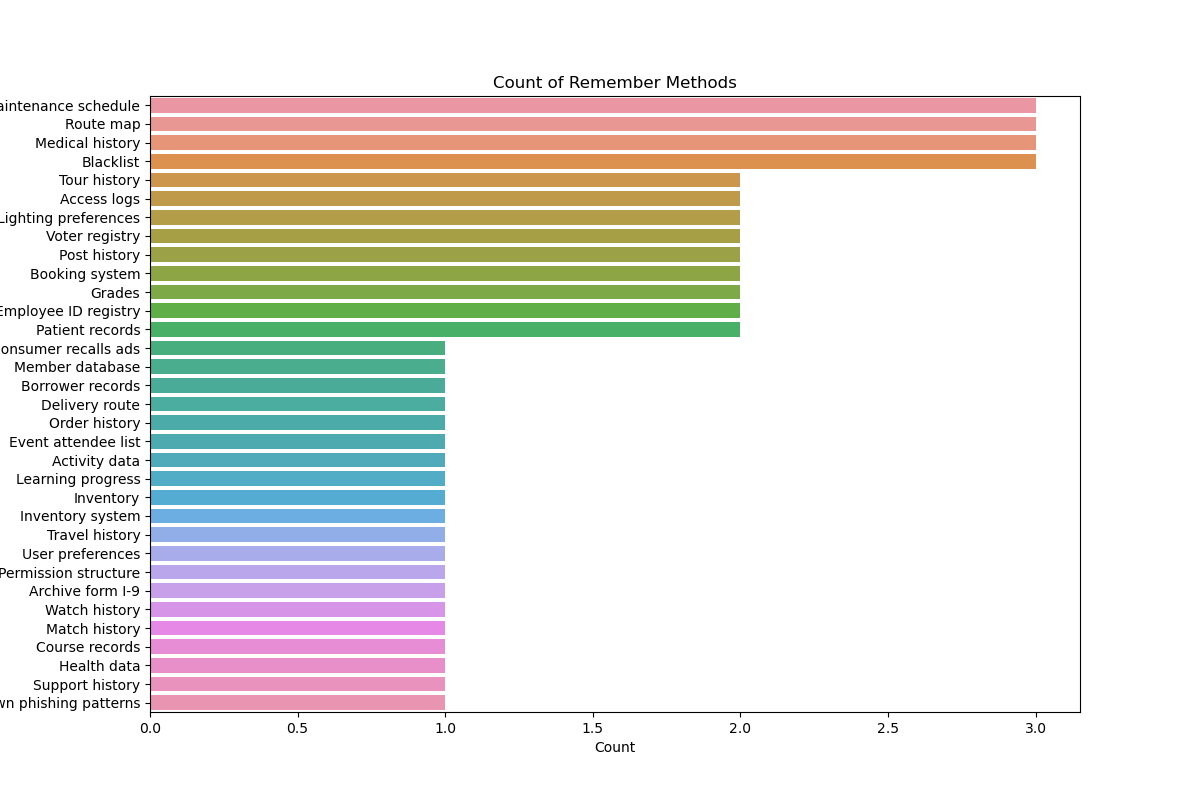 Count of Remember Methods
aintenance schedule
Route map
Medical history
Blacklist
Tour history
Access logs
Lighting preferences
Voter registry
Post history
Booking system
Grades
Employee ID registry
Patient records
onsumer recalls ads
Member database
Borrower records
Delivery route
Order history
Event attendee list
Activity data
Learning progress
Inventory
Inventory system
Travel history
User preferences
Permission structure
Archive form I-9
Watch history
Match history
Course records
Health data
Support history
wn phishing patterns
0.0 0.5 1.0 1.5 2.0 2.5 3.0
Count